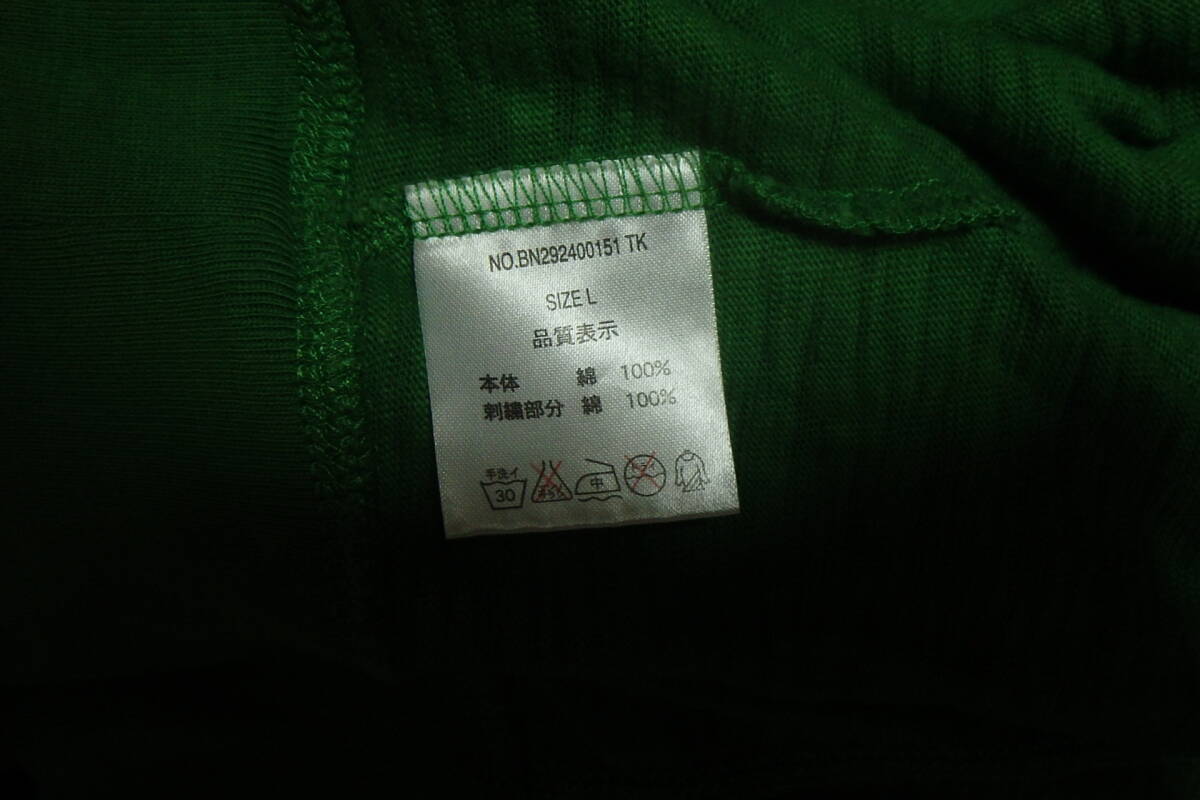 NO.BN292400151 TK
SIZE L
品質表示
本体 綿 100%
刺繍部分 綿 100%
手洗イ
30 中